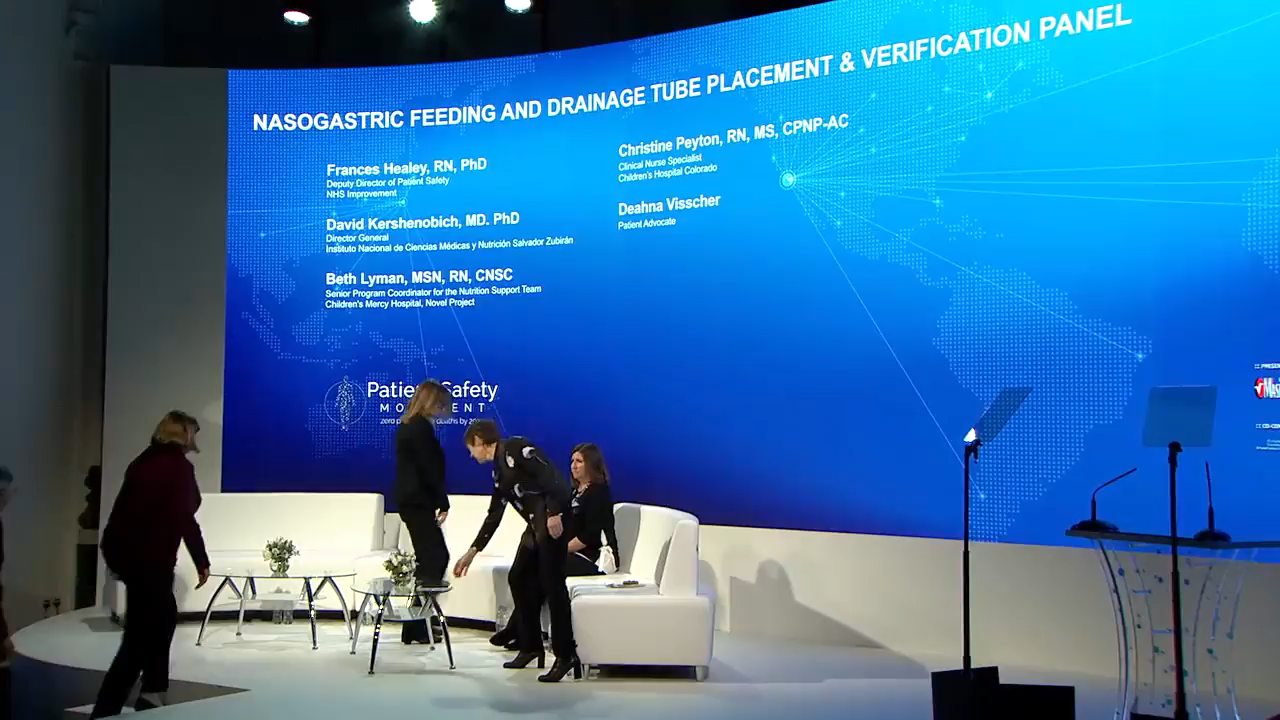 NASOGASTRIC FEEDING AND DRAINAGE TUBE PLACEMENT & VERIFICATION PANEL
Frances Healey, RN, PhD
Deputy Director of Patient Safety
NHS Improvement
David Kershenobich, MD. PhD
Director General
Instituto Nacional de Ciencias Médicas y Nutrición Salvador Zubirán
Beth Lyman, MSN, RN, CNSC
Senior Program Coordinator for the Nutrition Support Team
Children's Mercy Hospital, Novel Project
Christine Peyton, RN, MS, CPNP-AC
Clinical Nurse Specialist
Children's Hospital Colorado
Deahna Visscher
Patient Advocate
Safety